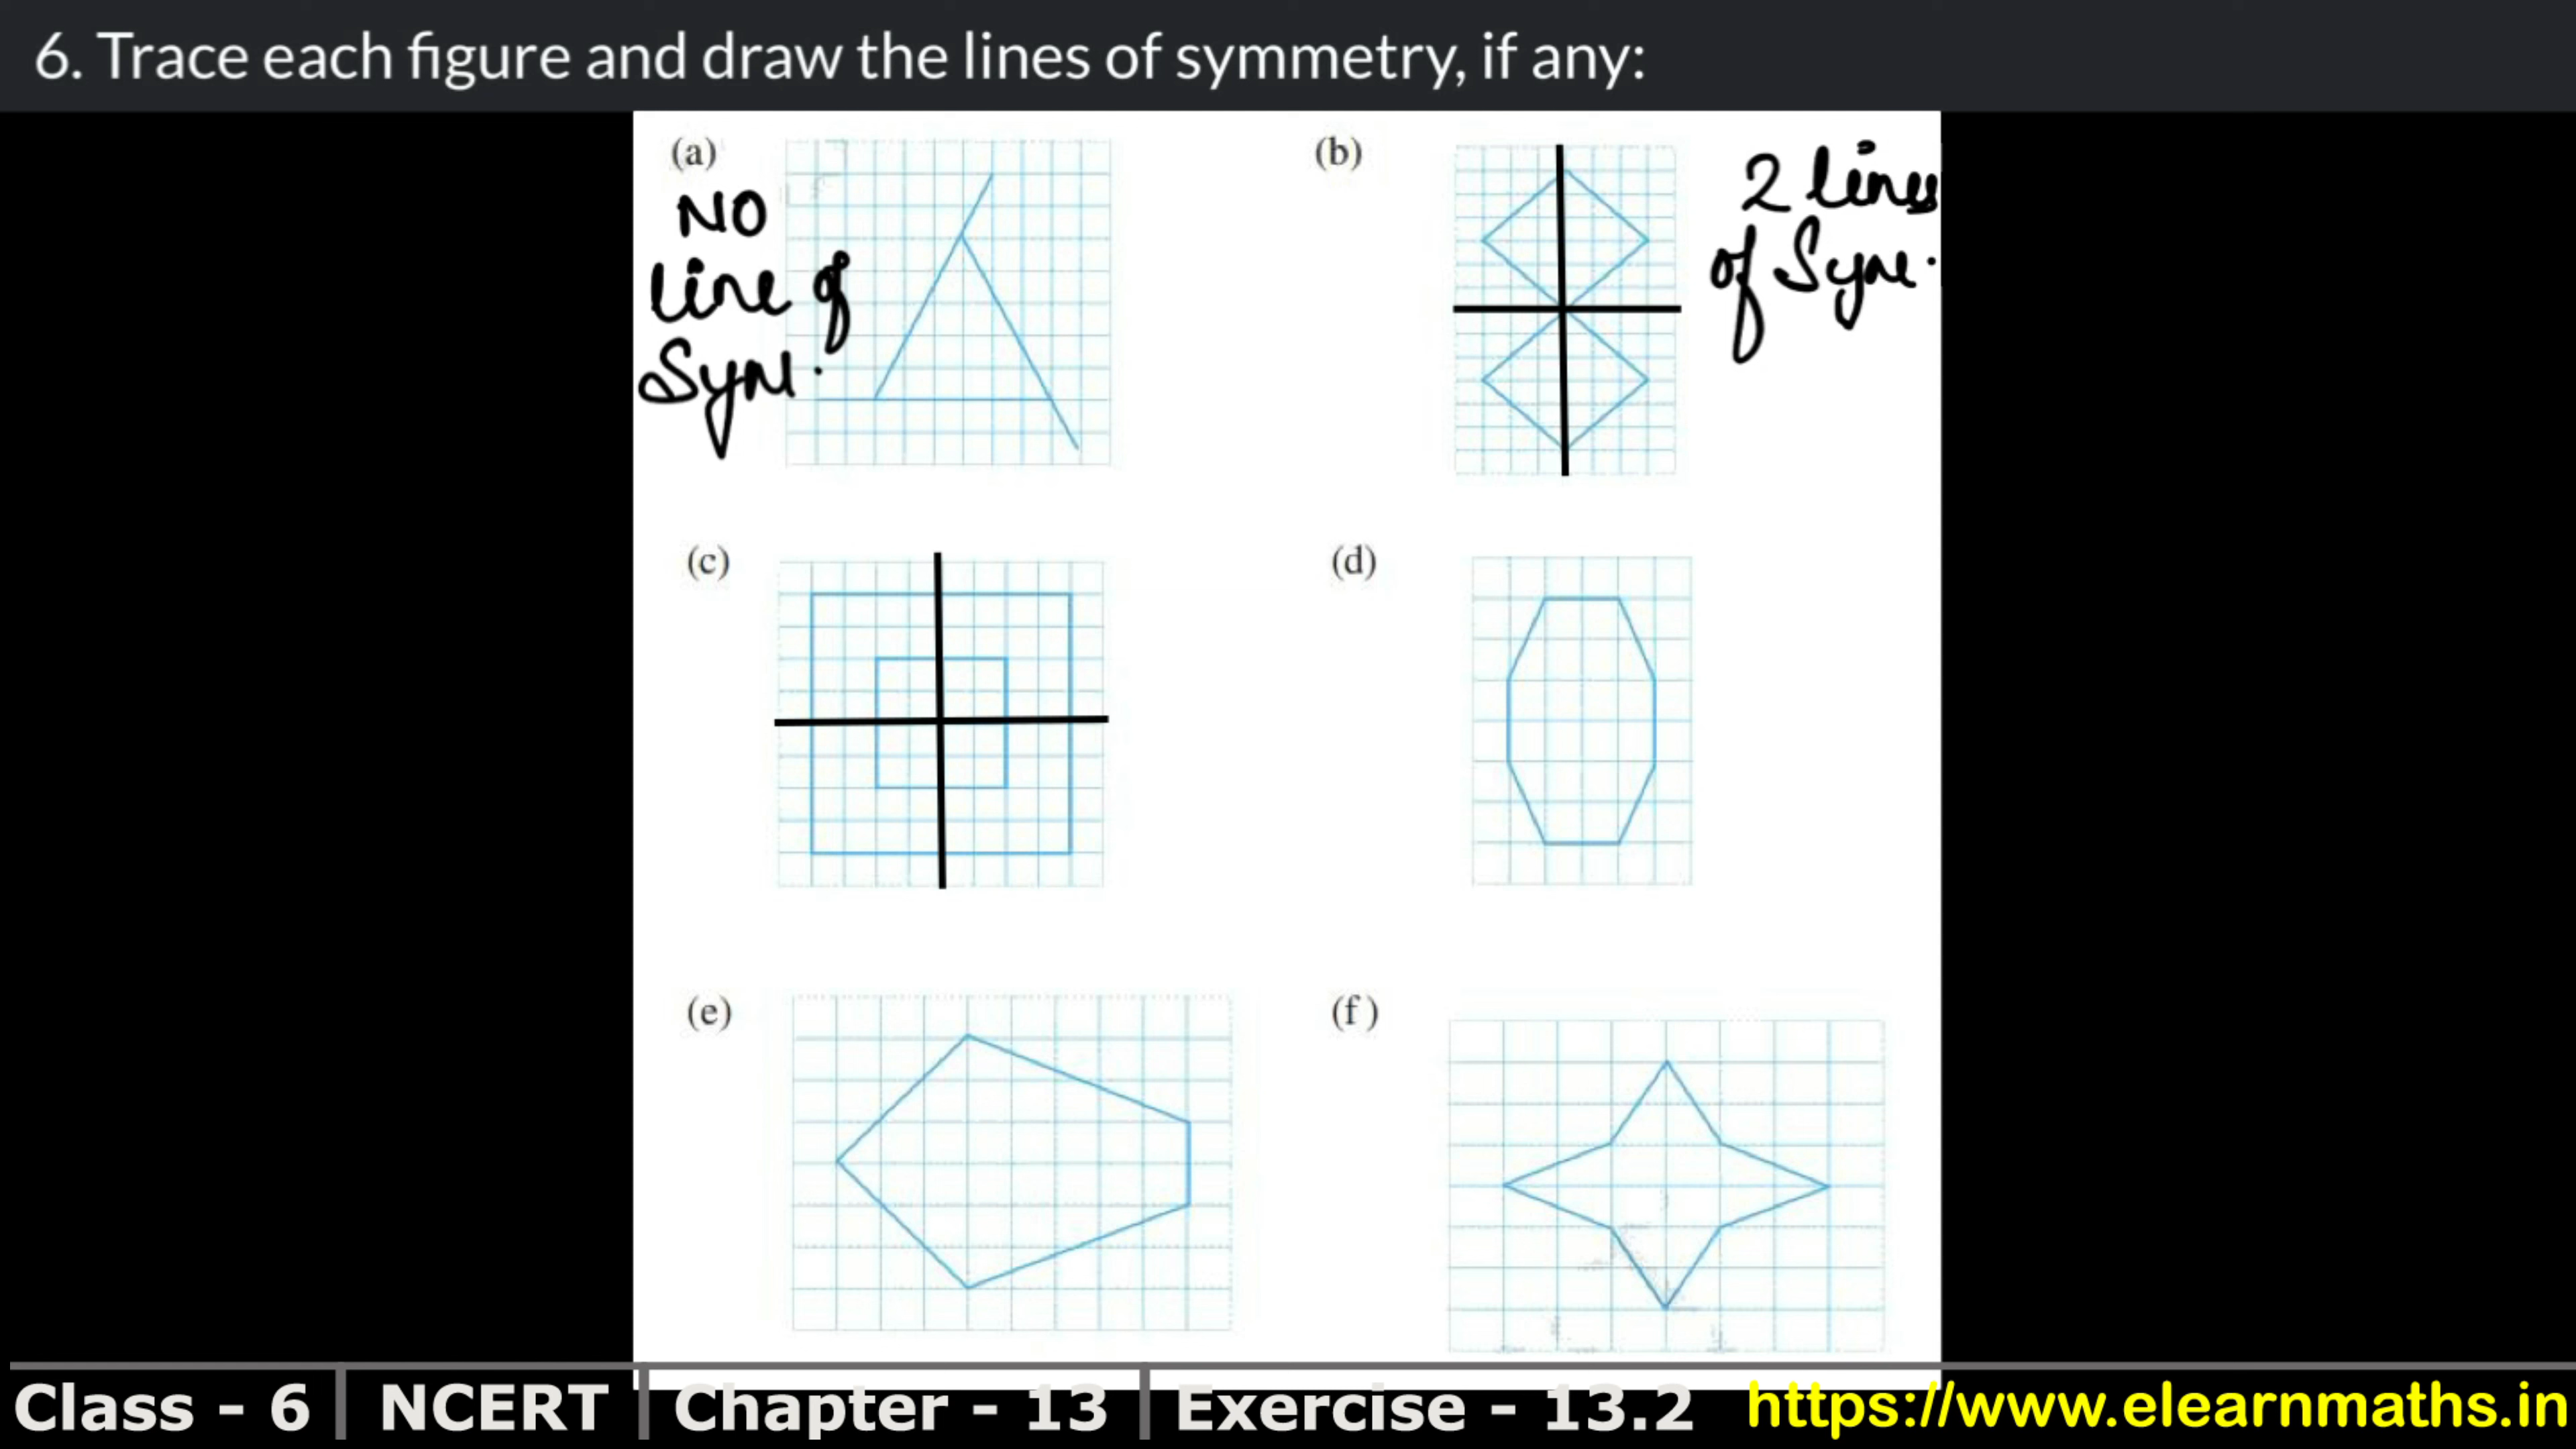 6. Trace each figure and draw the lines of symmetry, if any:
(a)
NO
line of
Sym.
(b)
2 lines
of Sym.
(c)
(d)
(e)
(f)
Class - 6 | NCERT | Chapter - 13 | Exercise - 13.2 https://www.elearnmaths.in